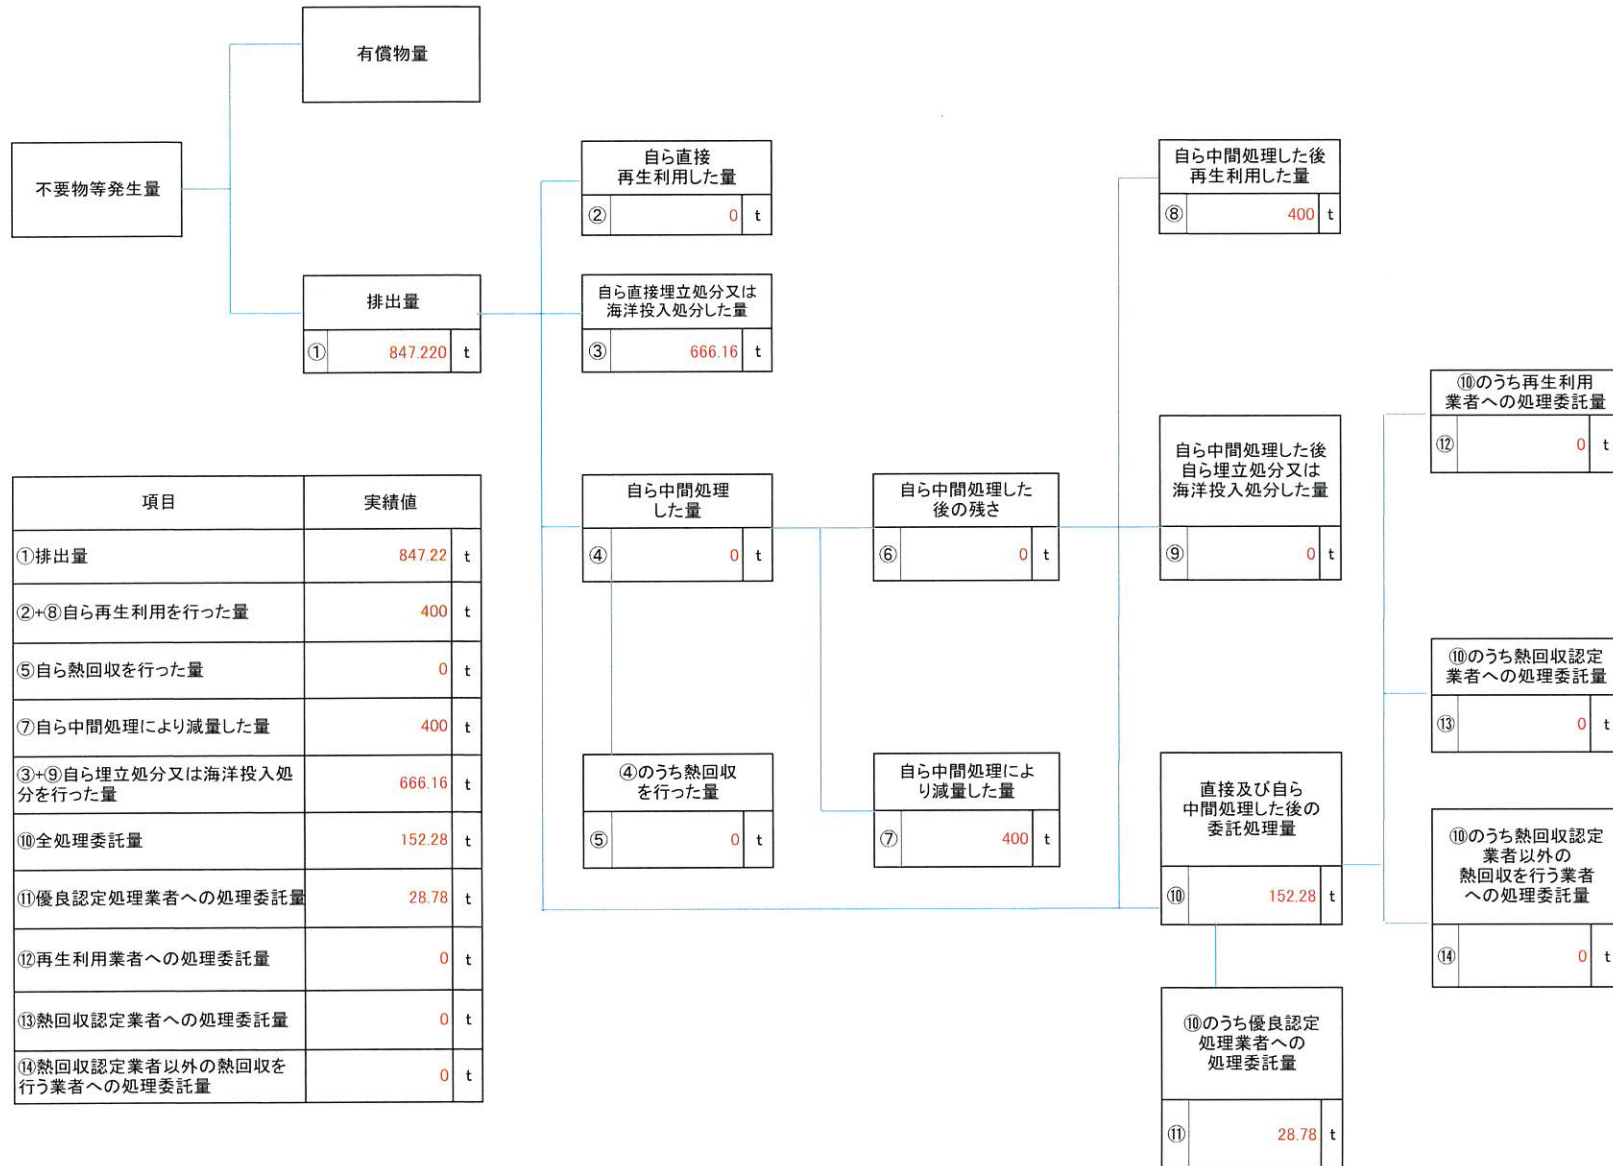 有償物量
不要物等発生量
排出量
① 847.220 t
自ら直接
再生利用した量
② 0 t
自ら直接埋立処分又は
海洋投入処分した量
③ 666.16 t
自ら中間処理
した量
④ 0 t
④のうち熱回収
を行った量
⑤ 0 t
自ら中間処理した
後の残さ
⑥ 0 t
自ら中間処理によ
り減量した量
⑦ 400 t
自ら中間処理した後
再生利用した量
⑧ 400 t
自ら中間処理した後
自ら埋立処分又は
海洋投入処分した量
⑨ 0 t
直接及び自ら
中間処理した後の
委託処理量
⑩ 152.28 t
⑩のうち優良認定
処理業者への
処理委託量
⑪ 28.78 t
⑩のうち再生利用
業者への処理委託量
⑫ 0 t
⑩のうち熱回収認定
業者への処理委託量
⑬ 0 t
⑩のうち熱回収認定
業者以外の
熱回収を行う業者
への処理委託量
⑭ 0 t
項目 実績値
①排出量 847.22 t
②+⑧自ら再生利用を行った量 400 t
⑤自ら熱回収を行った量 0 t
⑦自ら中間処理により減量した量 400 t
③+⑨自ら埋立処分又は海洋投入処
分を行った量 666.16 t
⑩全処理委託量 152.28 t
⑪優良認定処理業者への処理委託量 28.78 t
⑫再生利用業者への処理委託量 0 t
⑬熱回収認定業者への処理委託量 0 t
⑭熱回収認定業者以外の熱回収を
行う業者への処理委託量 0 t